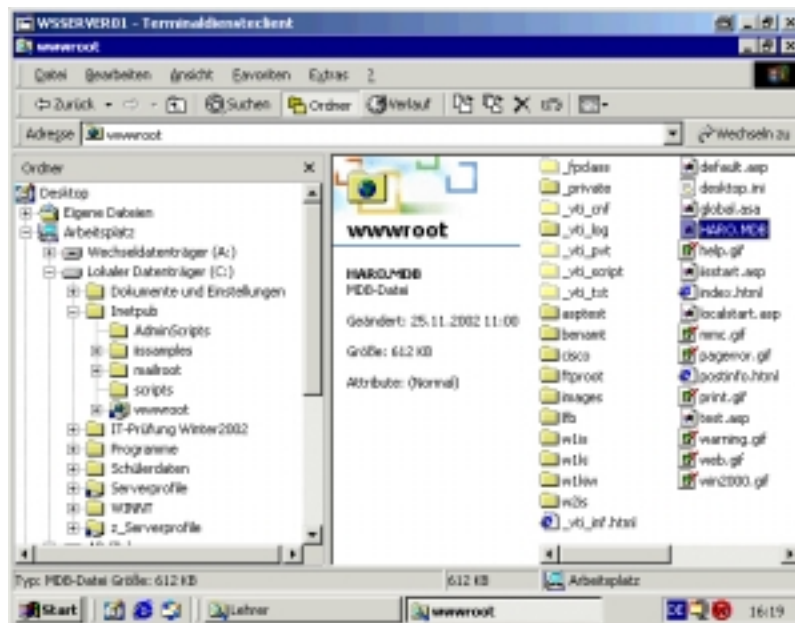 WSSERVER01 - Terminaldiensteclient
wwwroot
Datei Bearbeiten Ansicht Favoriten Extras ?
Zurück Suchen Ordner Verlauf
Adresse wwwroot Wechseln zu
Ordner
Desktop
Eigene Dateien
Arbeitsplatz
Wechseldatenträger (A:)
Lokaler Datenträger (C:)
Dokumente und Einstellungen
Inetpub
AdminScripts
iissamples
mailroot
scripts
wwwroot
IT-Prüfung Winter2002
Programme
Schülerdaten
Serverprofile
WINNT
z_Serverprofile
wwwroot
HARO.MDB
MDB-Datei
Geändert: 25.11.2002 11:00
Größe: 612 KB
Attribute: (Normal)
_fpclass
_private
_vti_cnf
_vti_log
_vti_pvt
_vti_script
_vti_txt
asptest
benamt
cisco
ftproot
images
w1is
w1ki
w1kiw
w2is
_vti_inf.html
default.asp
desktop.ini
global.asa
HARO.MDB
help.gif
iisstart.asp
index.html
localstart.asp
mmc.gif
pagerror.gif
postinfo.html
print.gif
test.asp
warning.gif
web.gif
win2000.gif
Typ: MDB-Datei Größe: 612 KB 612 KB Arbeitsplatz
Start Lehrer wwwroot DE 16:19